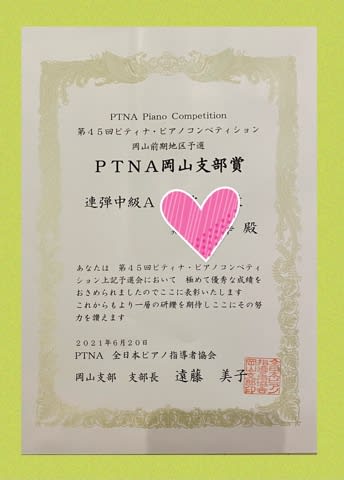 PTNA Piano Competition
第45回ピティナ・ピアノコンペティション
岡山前期地区予選
PTNA岡山支部賞
連弾中級A
殿
あなたは 第45回ピティナ・ピアノコンペティ
ション上記予選会において 極めて優秀な成績を
おさめられましたのでここに表彰いたします
これからもより一層の研鑽を期待しここにその努
力を讃えます
2021年6月20日
PTNA 全日本ピアノ指導者協会
岡山支部 支部長 遠藤 美子